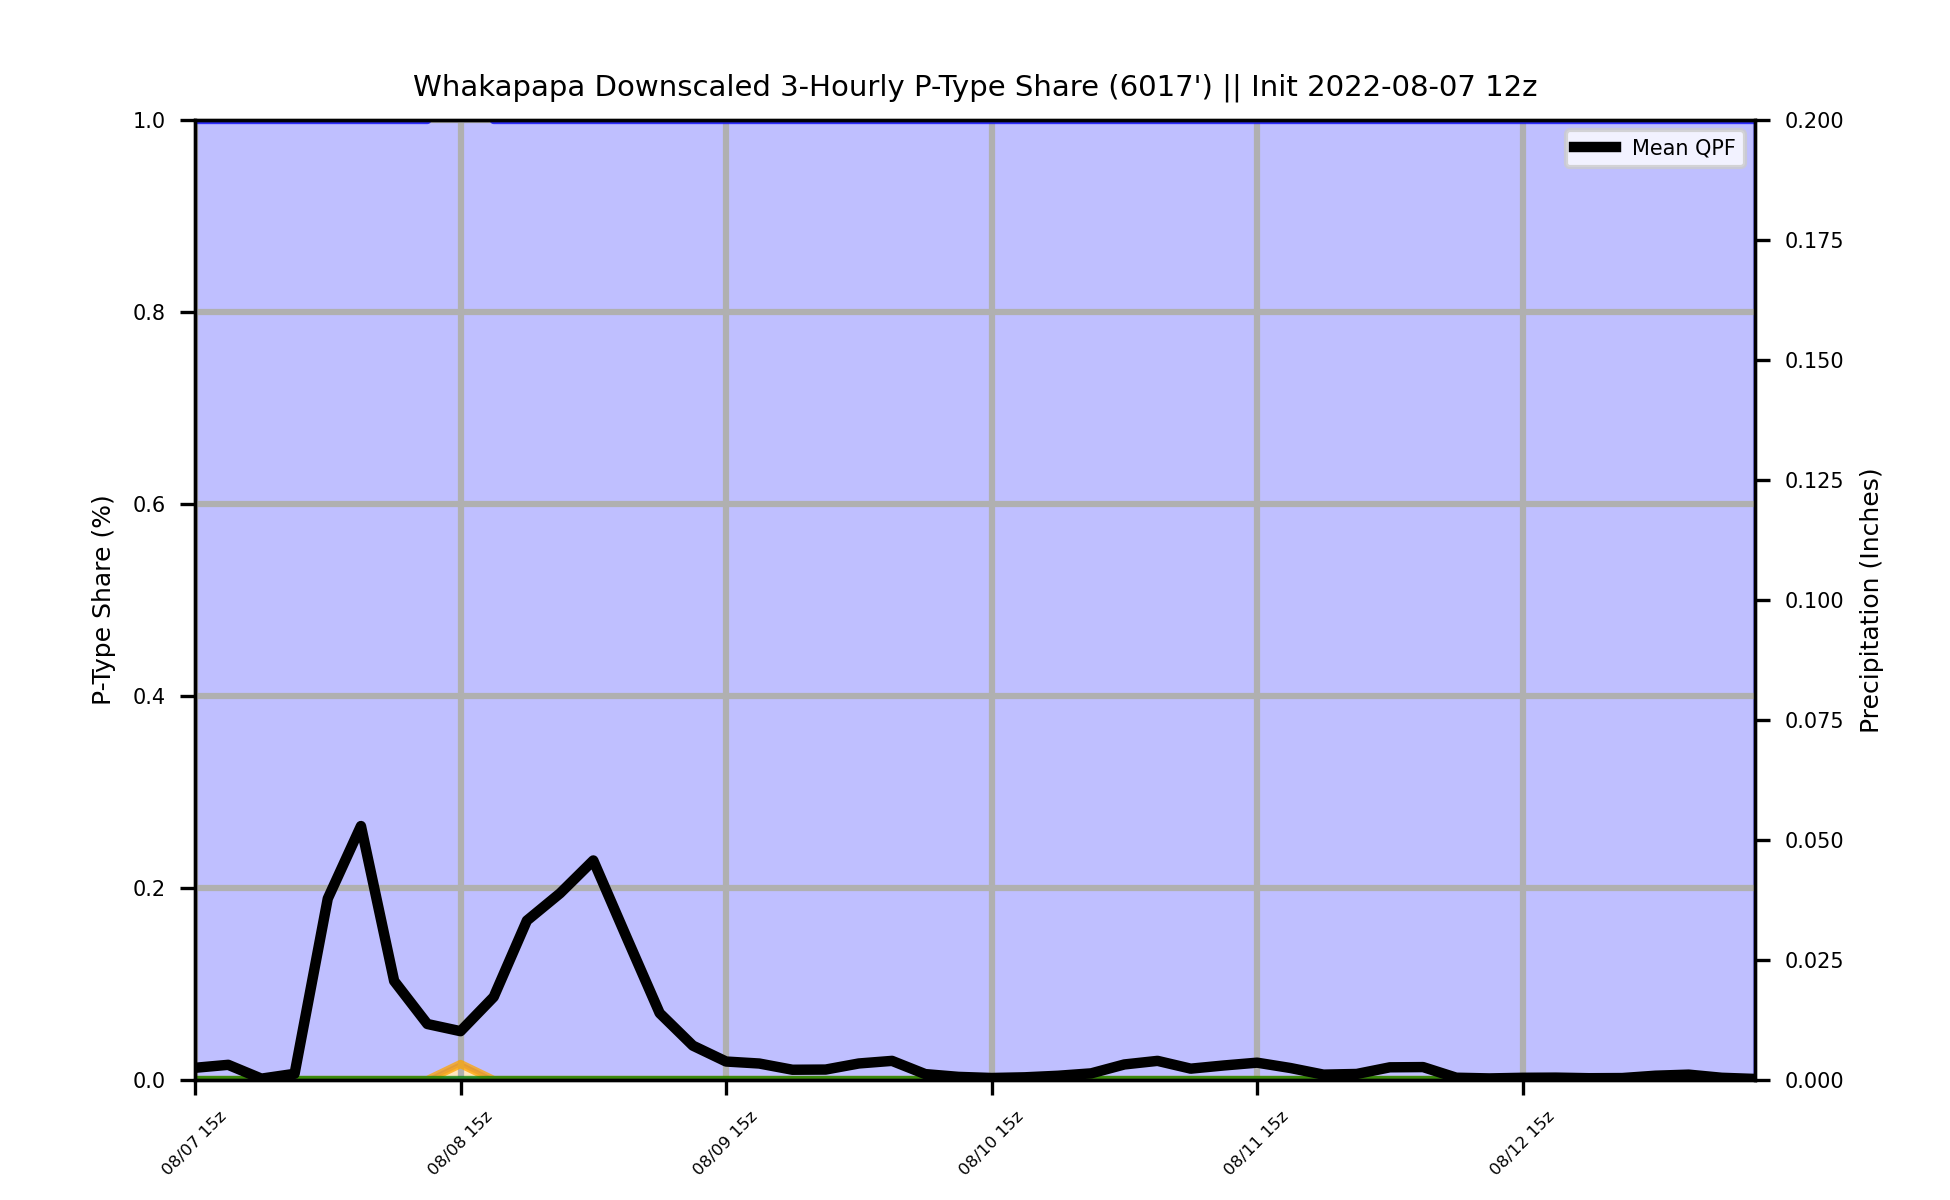 Whakapapa Downscaled 3-Hourly P-Type Share (6017') || Init 2022-08-07 12z
Mean QPF
P-Type Share (%)
1.0
0.8
0.6
0.4
0.2
0.0
0.200
0.175
0.150
0.125
0.100
0.075
0.050
0.025
0.000
Precipitation (Inches)
08/07 15z
08/08 15z
08/09 15z
08/10 15z
08/11 15z
08/12 15z